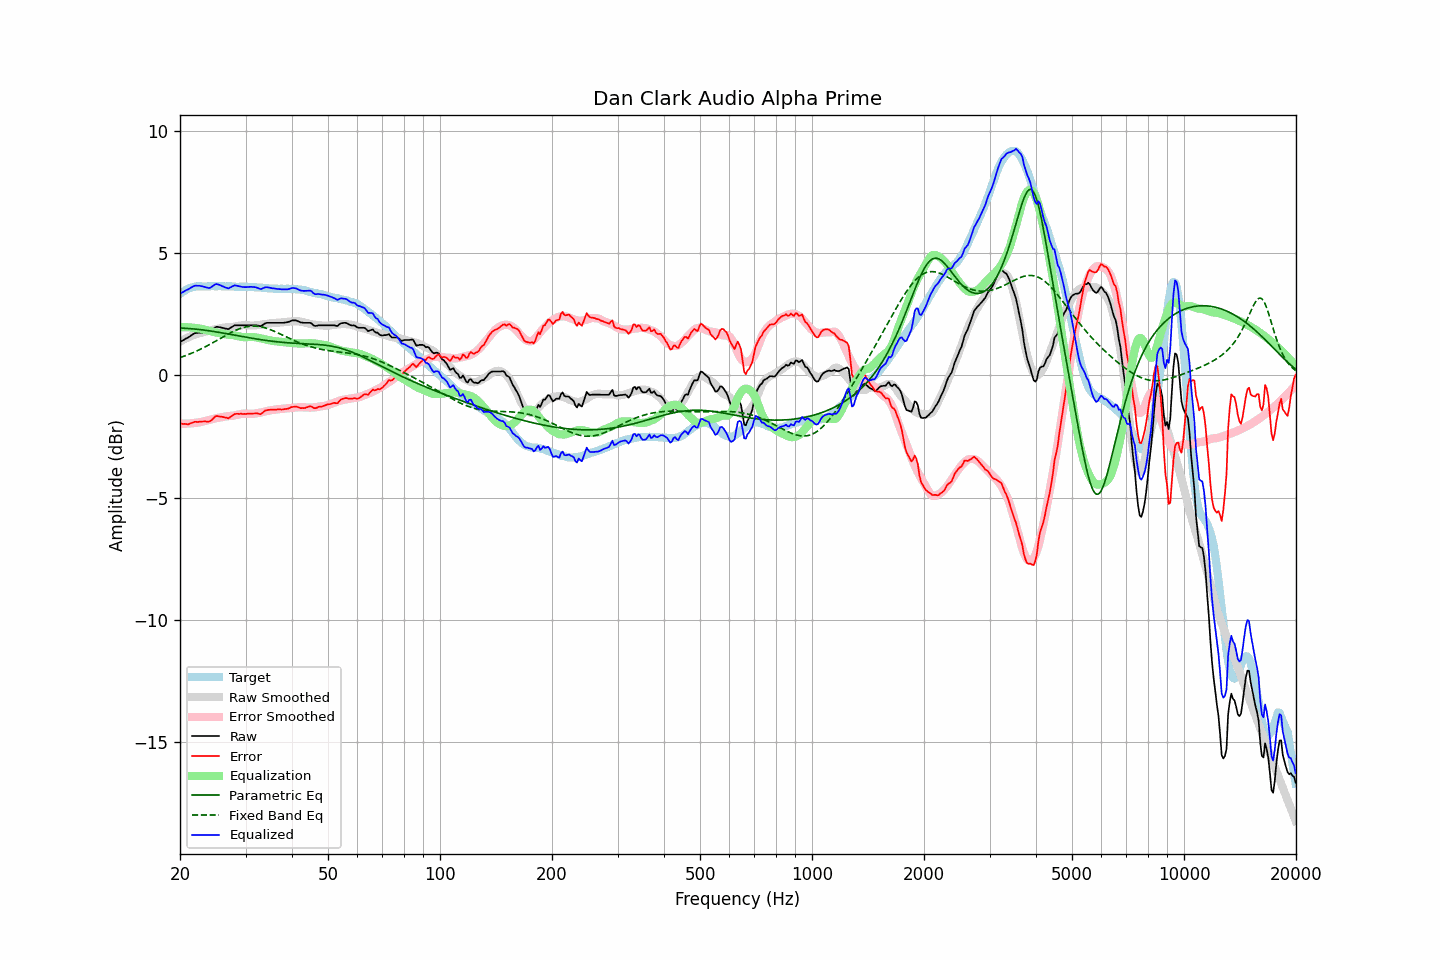 Dan Clark Audio Alpha Prime
10
5
0
−5
−10
−15
Amplitude (dBr)
Target
Raw Smoothed
Error Smoothed
Raw
Error
Equalization
Parametric Eq
Fixed Band Eq
Equalized
20 50 100 200 500 1000 2000 5000 10000 20000
Frequency (Hz)